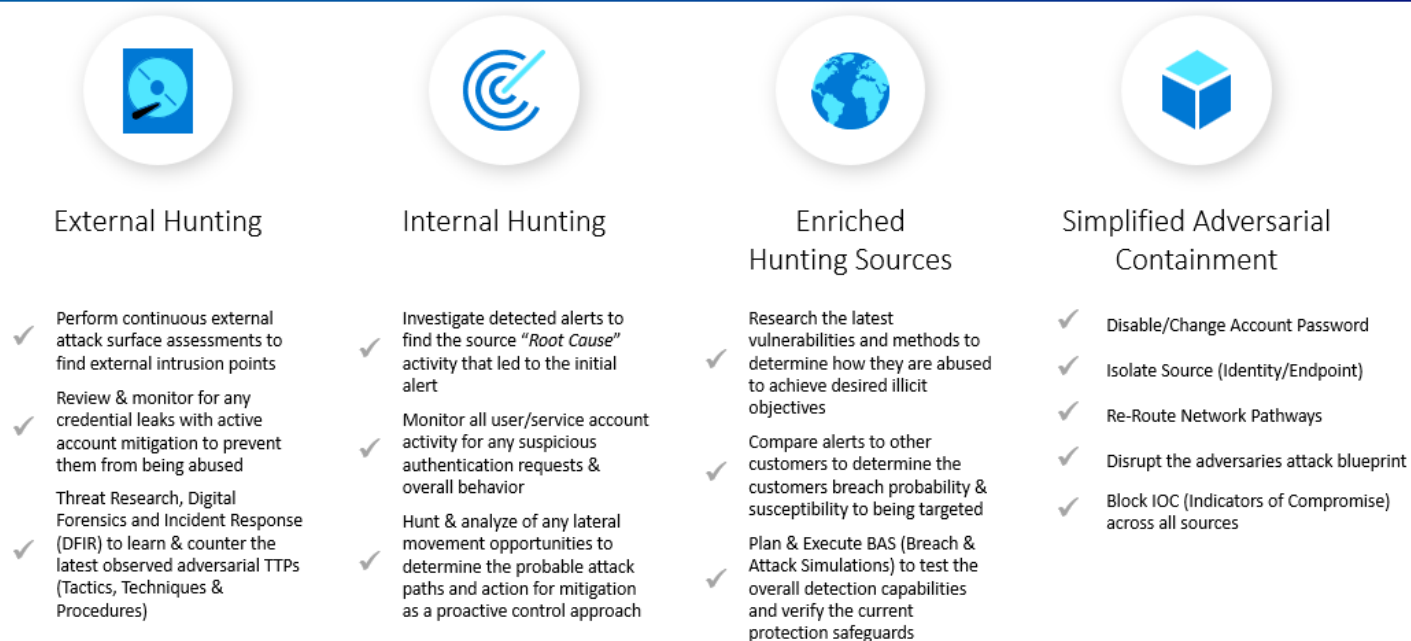 External Hunting
Perform continuous external
attack surface assessments to
find external intrusion points
Review & monitor for any
credential leaks with active
account mitigation to prevent
them from being abused
Threat Research, Digital
Forensics and Incident Response
(DFIR) to learn & counter the
latest observed adversarial TTPs
(Tactics, Techniques &
Procedures)
Internal Hunting
Investigate detected alerts to
find the source “Root Cause”
activity that led to the initial
alert
Monitor all user/service account
activity for any suspicious
authentication requests &
overall behavior
Hunt & analyze of any lateral
movement opportunities to
determine the probable attack
paths and action for mitigation
as a proactive control approach
Enriched
Hunting Sources
Research the latest
vulnerabilities and methods to
determine how they are abused
to achieve desired illicit
objectives
Compare alerts to other
customers to determine the
customers breach probability &
susceptibility to being targeted
Plan & Execute BAS (Breach &
Attack Simulations) to test the
overall detection capabilities
and verify the current
protection safeguards
Simplified Adversarial
Containment
Disable/Change Account Password
Isolate Source (Identity/Endpoint)
Re-Route Network Pathways
Disrupt the adversaries attack blueprint
Block IOC (Indicators of Compromise)
across all sources